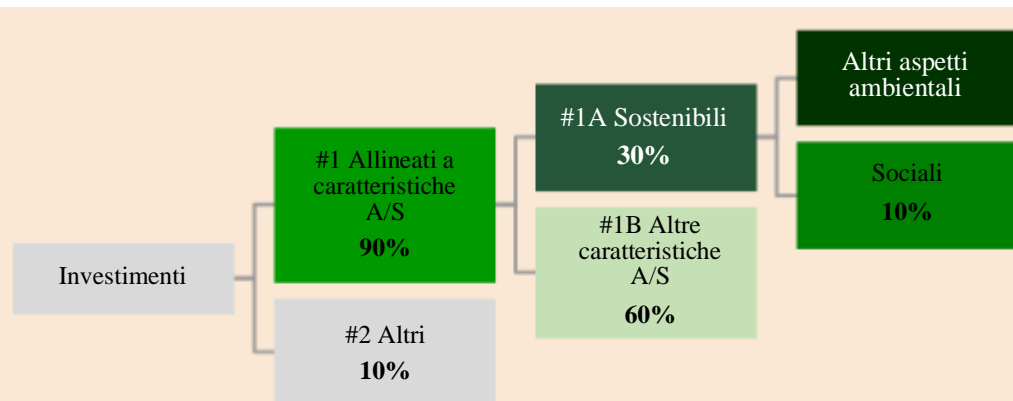 Investimenti
#1 Allineati a
caratteristiche
A/S
90%
#2 Altri
10%
#1A Sostenibili
30%
#1B Altre
caratteristiche
A/S
60%
Altri aspetti
ambientali
Sociali
10%